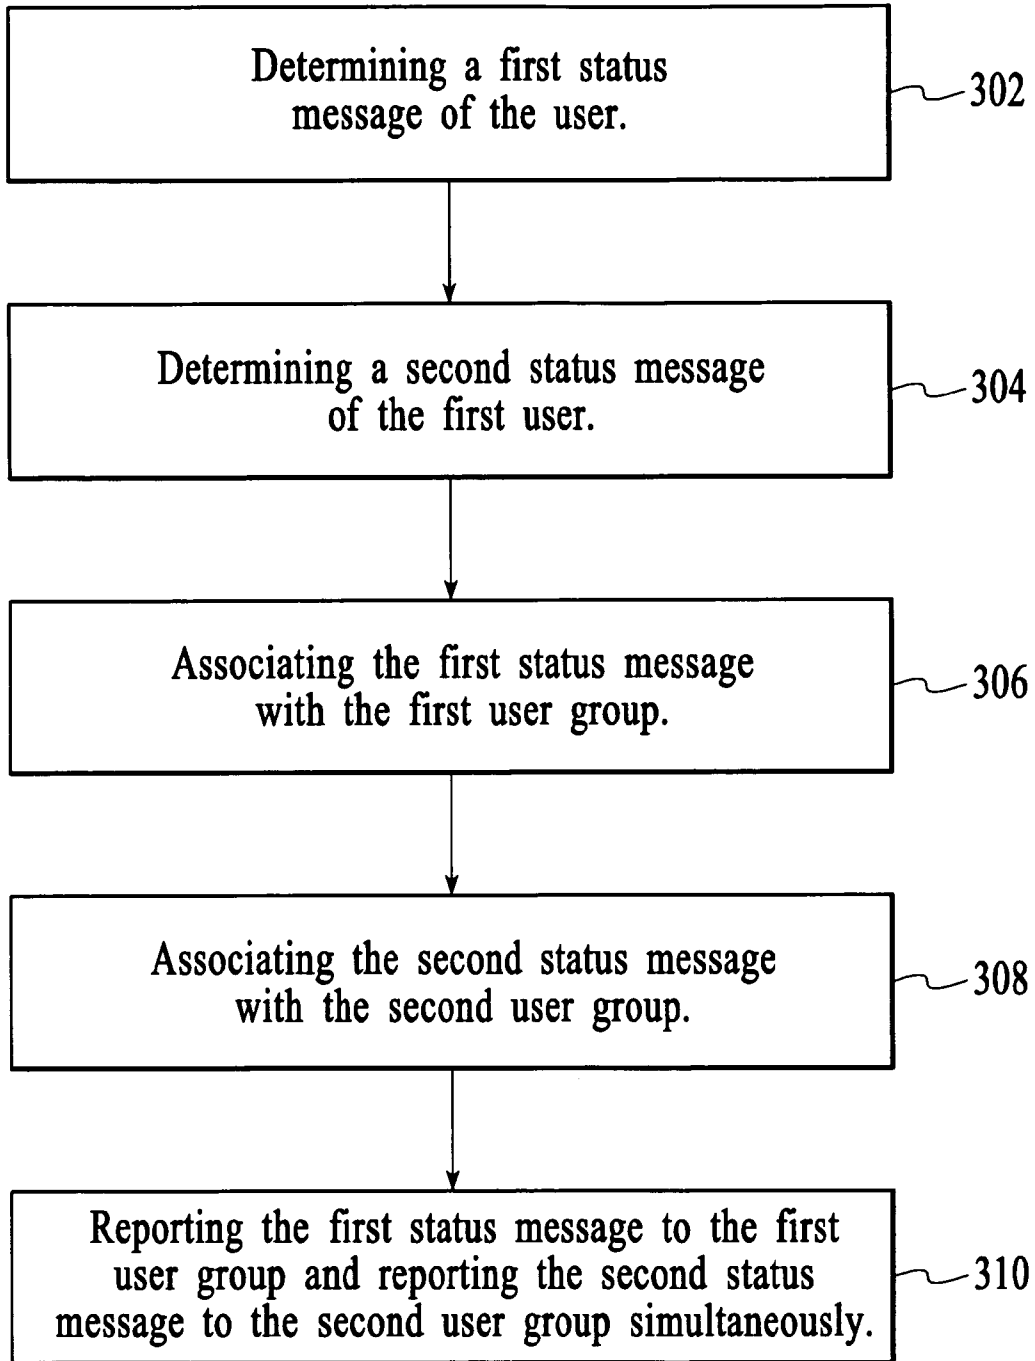 Determining a first status
message of the user.
302
Determining a second status message
of the first user.
304
Associating the first status message
with the first user group.
306
Associating the second status message
with the second user group.
308
Reporting the first status message to the first
user group and reporting the second status
message to the second user group simultaneously.
310